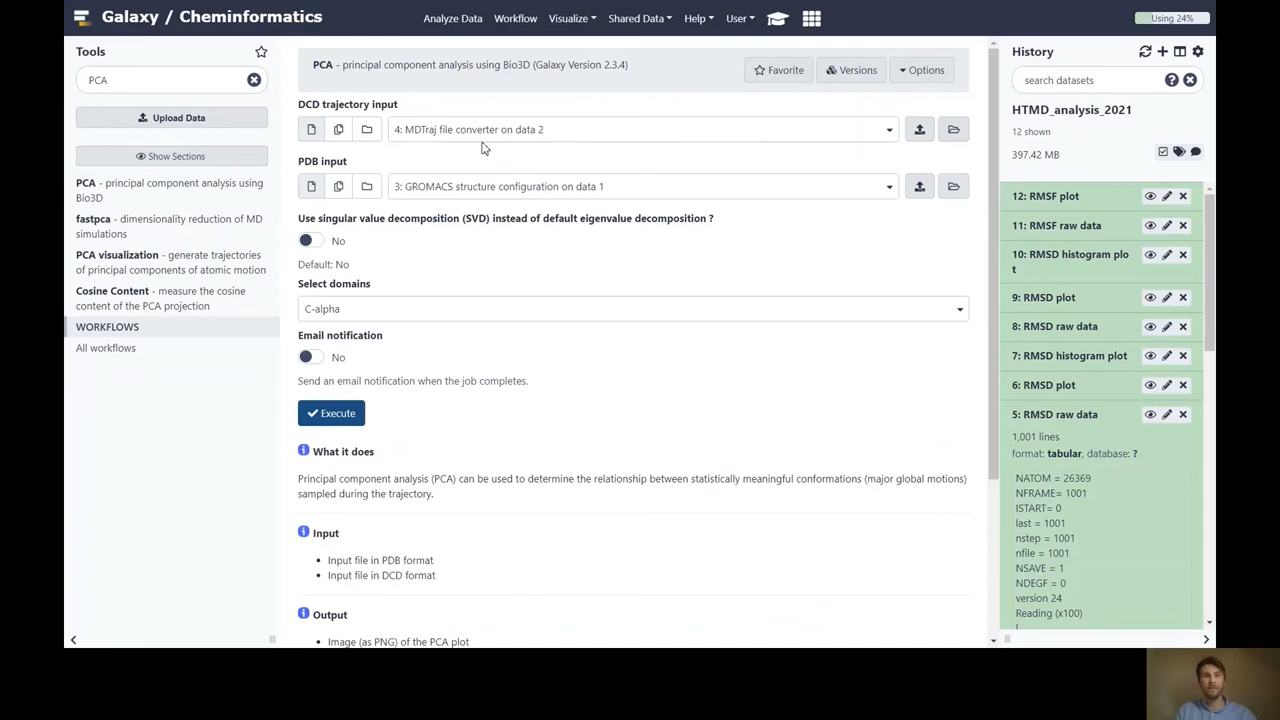 Galaxy / Cheminformatics
Analyze Data Workflow Visualize Shared Data Help User
Using 24%
Tools
PCA
Upload Data
Show Sections
PCA - principal component analysis using
Bio3D
fastpca - dimensionality reduction of MD
simulations
PCA visualization - generate trajectories
of principal components of atomic motion
Cosine Content - measure the cosine
content of the PCA projection
WORKFLOWS
All workflows
PCA - principal component analysis using Bio3D (Galaxy Version 2.3.4)
Favorite Versions Options
DCD trajectory input
4: MDTraj file converter on data 2
PDB input
3: GROMACS structure configuration on data 1
Use singular value decomposition (SVD) instead of default eigenvalue decomposition ?
No
Default: No
Select domains
C-alpha
Email notification
No
Send an email notification when the job completes.
Execute
What it does
Principal component analysis (PCA) can be used to determine the relationship between statistically meaningful conformations (major global motions)
sampled during the trajectory.
Input
• Input file in PDB format
• Input file in DCD format
Output
• Image (as PNG) of the PCA plot
History
search datasets
HTMD_analysis_2021
12 shown
397.42 MB
12: RMSF plot
11: RMSF raw data
10: RMSD histogram plo
t
9: RMSD plot
8: RMSD raw data
7: RMSD histogram plot
6: RMSD plot
5: RMSD raw data
1,001 lines
format: tabular, database: ?
NATOM = 26369
NFRAME= 1001
ISTART= 0
last = 1001
nstep = 1001
nfile = 1001
NSAVE = 1
NDEGF = 0
version 24
Reading (x100)